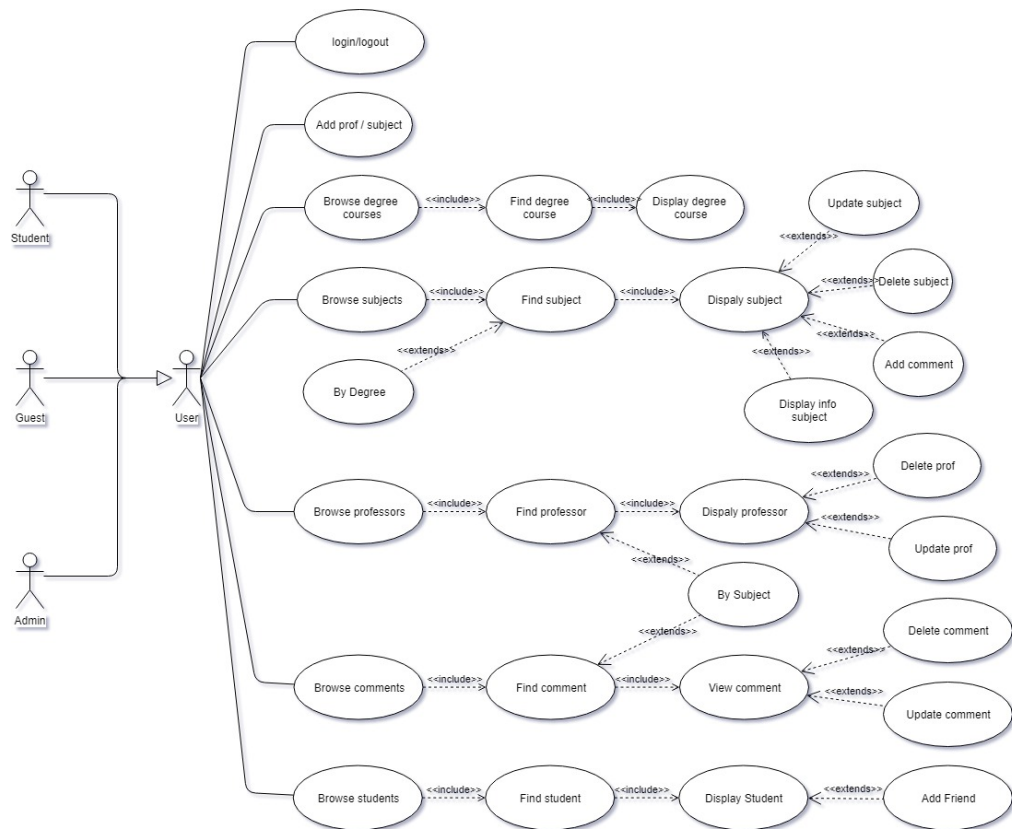 login/logout
Add prof / subject
Student
Browse degree
courses
<<include>>
Find degree
course
<<include>>
Display degree
course
Update subject
<<extends>>
Browse subjects
<<include>>
Find subject
<<include>>
Dispaly subject
<<extends>>
Delete subject
<<extends>>
By Degree
<<extends>>
Add comment
<<extends>>
Display info
subject
Guest
User
Browse professors
<<include>>
Find professor
<<include>>
Dispaly professor
<<extends>>
Delete prof
<<extends>>
Update prof
<<extends>>
By Subject
<<extends>>
Admin
Browse comments
<<include>>
Find comment
<<include>>
View comment
<<extends>>
Delete comment
<<extends>>
Update comment
Browse students
<<include>>
Find student
<<include>>
Display Student
<<extends>>
Add Friend